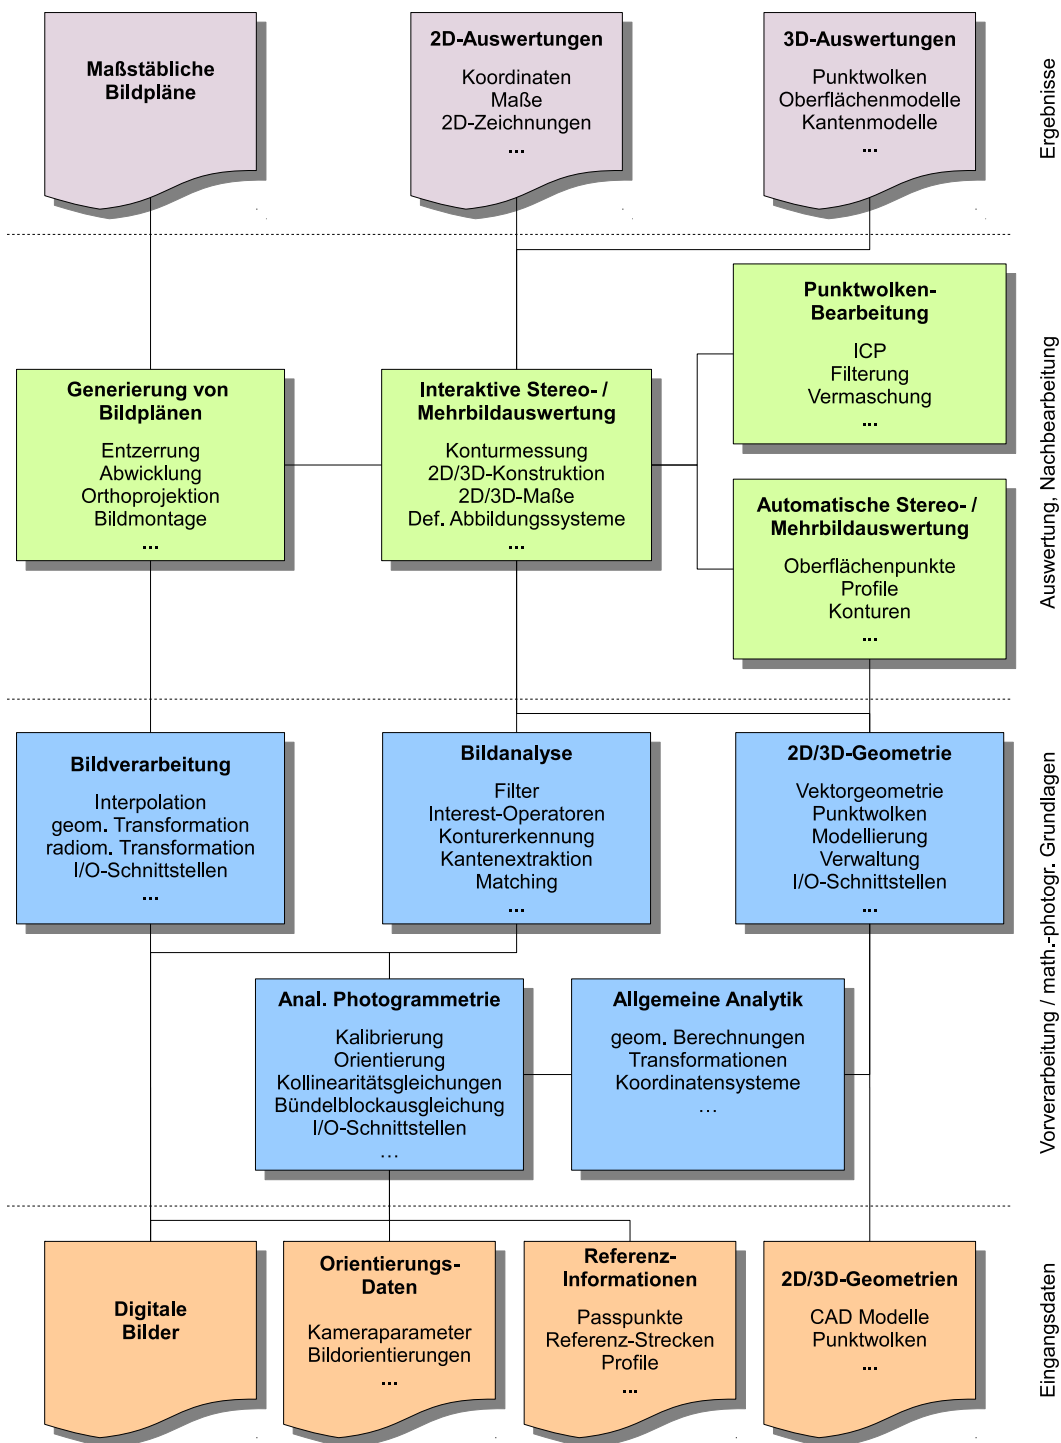 Maßstäbliche
Bildpläne
2D-Auswertungen
Koordinaten
Maße
2D-Zeichnungen
...
3D-Auswertungen
Punktwolken
Oberflächenmodelle
Kantenmodelle
...
Ergebnisse
Generierung von
Bildplänen
Entzerrung
Abwicklung
Orthoprojektion
Bildmontage
...
Interaktive Stereo- /
Mehrbildauswertung
Konturmessung
2D/3D-Konstruktion
2D/3D-Maße
Def. Abbildungssysteme
...
Punktwolken-
Bearbeitung
ICP
Filterung
Vermaschung
...
Automatische Stereo- /
Mehrbildauswertung
Oberflächenpunkte
Profile
Konturen
...
Auswertung, Nachbearbeitung
Bildverarbeitung
Interpolation
geom. Transformation
radiom. Transformation
I/O-Schnittstellen
...
Bildanalyse
Filter
Interest-Operatoren
Konturerkennung
Kantenextraktion
Matching
...
2D/3D-Geometrie
Vektorgeometrie
Punktwolken
Modellierung
Verwaltung
I/O-Schnittstellen
...
Anal. Photogrammetrie
Kalibrierung
Orientierung
Kollinearitätsgleichungen
Bündelblockausgleichung
I/O-Schnittstellen
...
Allgemeine Analytik
geom. Berechnungen
Transformationen
Koordinatensysteme
...
Vorverarbeitung / math.-photogr. Grundlagen
Digitale
Bilder
Orientierungs-
Daten
Kameraparameter
Bildorientierungen
...
Referenz-
Informationen
Passpunkte
Referenz-Strecken
Profile
...
2D/3D-Geometrien
CAD Modelle
Punktwolken
...
Eingangsdaten